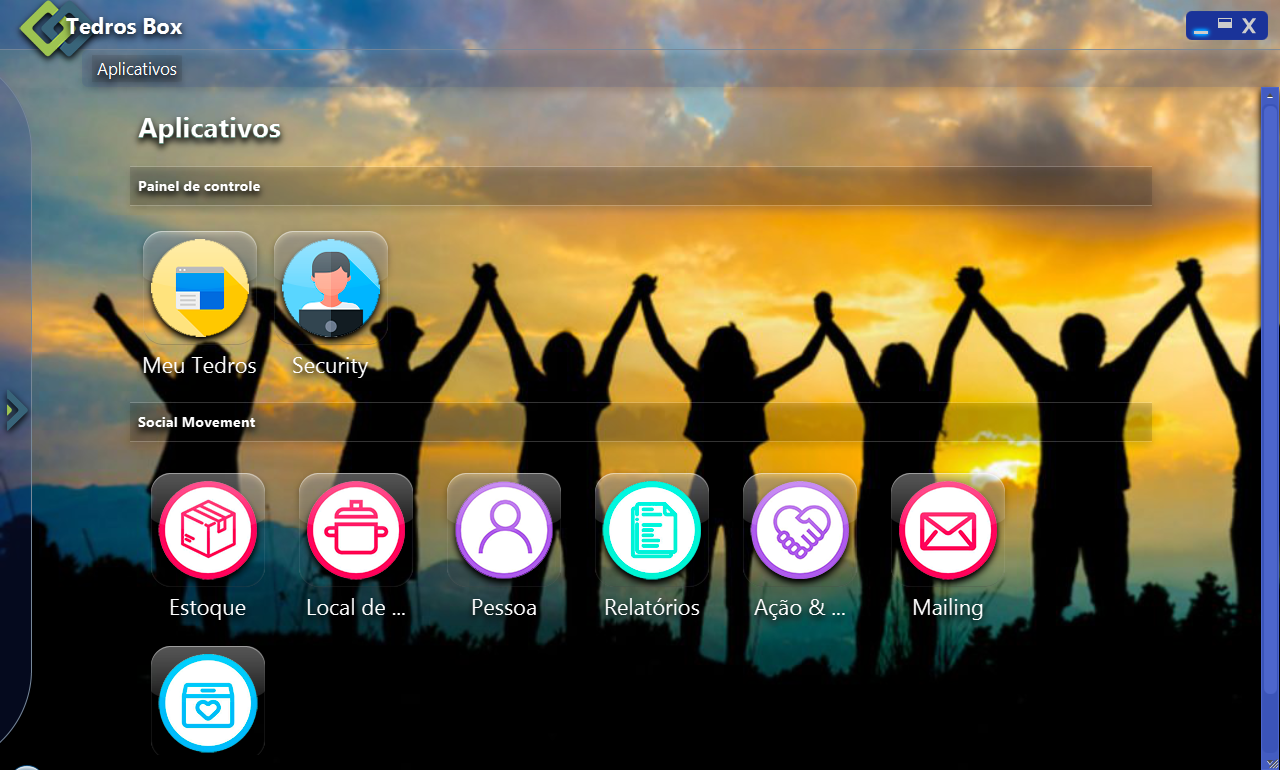 Tedros Box
X
Aplicativos
Aplicativos
Painel de controle
Meu Tedros
Security
Social Movement
Estoque
Local de ...
Pessoa
Relatórios
Ação & ...
Mailing